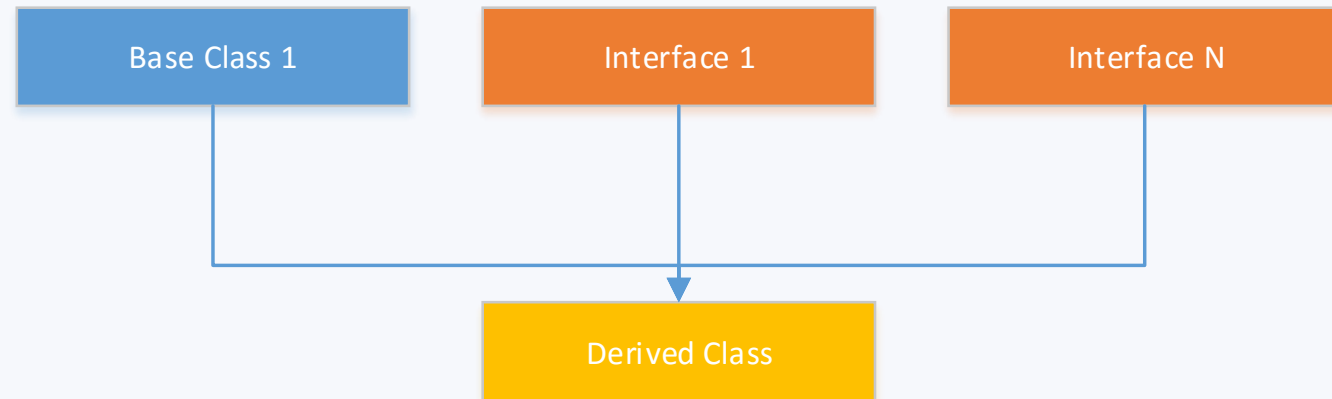 Base Class 1
Interface 1
Interface N
Derived Class